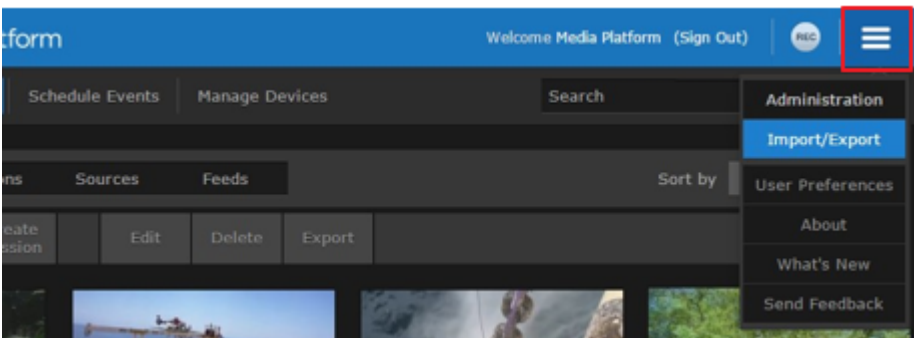 tform
Welcome Media Platform (Sign Out)
REC
Schedule Events
Manage Devices
Search
Administration
Import/Export
ons
Sources
Feeds
Sort by
User Preferences
eate
ssion
Edit
Delete
Export
About
What's New
Send Feedback